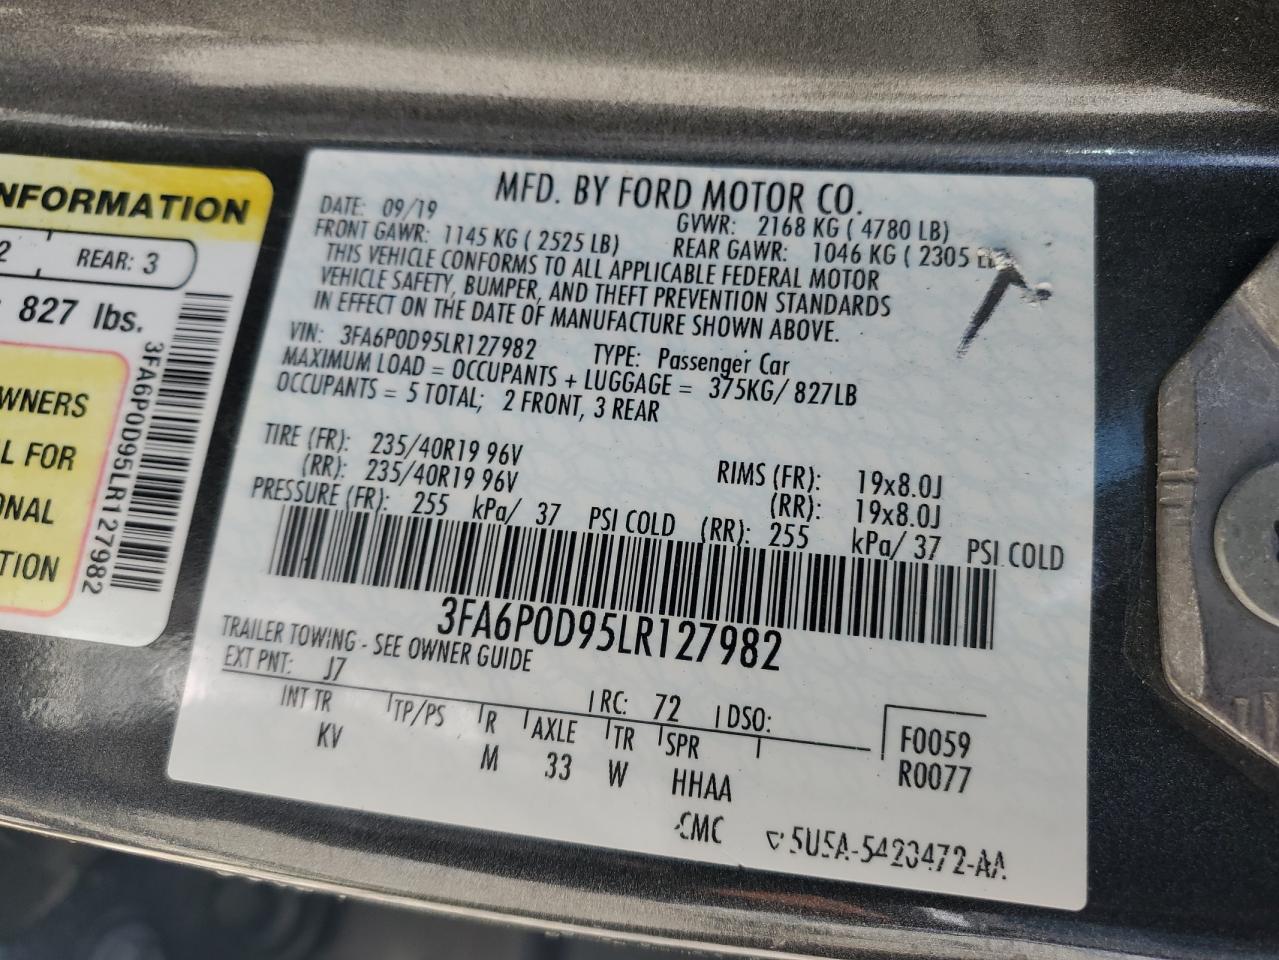 NFORMATION
2 REAR: 3
827 lbs.
WNERS
L FOR
ONAL
TION
3FA6P0D95LR127982
MFD. BY FORD MOTOR CO.
DATE: 09/19 GVWR: 2168 KG ( 4780 LB)
FRONT GAWR: 1145 KG ( 2525 LB) REAR GAWR: 1046 KG ( 2305
THIS VEHICLE CONFORMS TO ALL APPLICABLE FEDERAL MOTOR
VEHICLE SAFETY, BUMPER, AND THEFT PREVENTION STANDARDS
IN EFFECT ON THE DATE OF MANUFACTURE SHOWN ABOVE.
VIN: 3FA6P0D95LR127982 TYPE: Passenger Car
MAXIMUM LOAD = OCCUPANTS + LUGGAGE = 375KG/ 827LB
OCCUPANTS = 5 TOTAL; 2 FRONT, 3 REAR
TIRE (FR): 235/40R19 96V RIMS (FR): 19x8.0J
(RR): 235/40R19 96V (RR): 19x8.0J
PRESSURE (FR): 255 kPa/ 37 PSI COLD (RR): 255 kPa/ 37 PSI COLD
3FA6P0D95LR127982
TRAILER TOWING - SEE OWNER GUIDE
EXT PNT: J7 RC: 72 DSO:
INT TR TP/PS R AXLE TR SPR F0059
KV M 33 W HHAA R0077
CMC 5U5A-5420472-AA